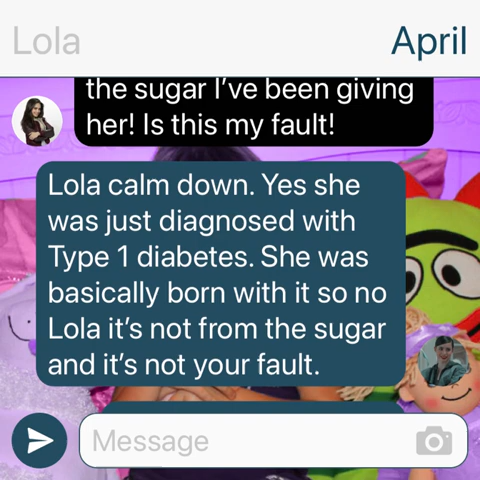 Lola
April
the sugar I've been giving
her! Is this my fault!
Lola calm down. Yes she
was just diagnosed with
Type 1 diabetes. She was
basically born with it so no
Lola it's not from the sugar
and it's not your fault.
Message